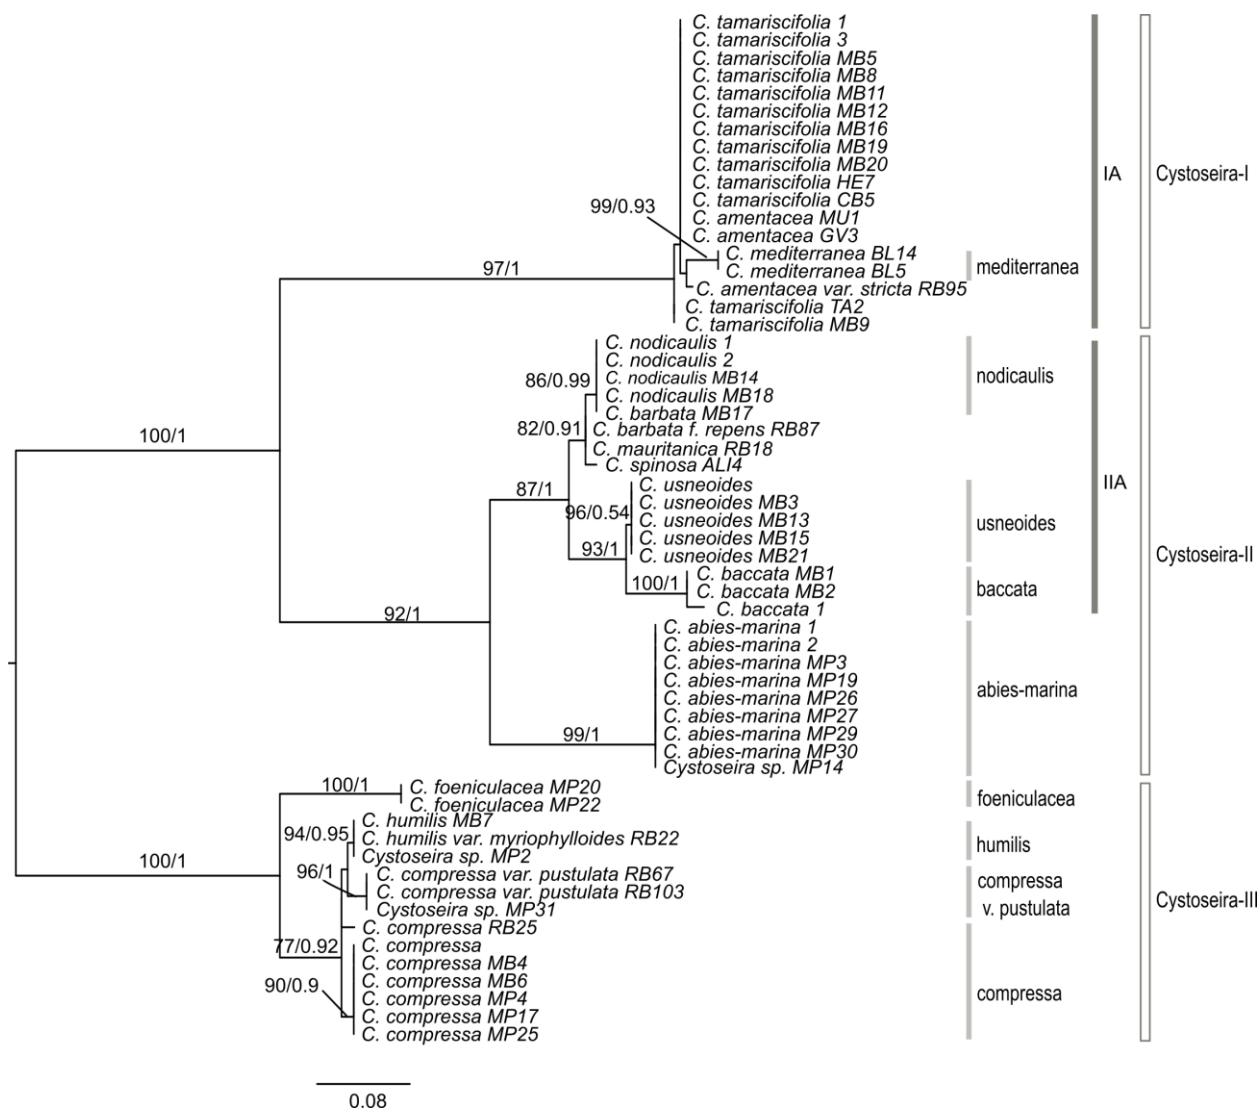 C. tamariscifolia 1
C. tamariscifolia 3
C. tamariscifolia MB5
C. tamariscifolia MB8
C. tamariscifolia MB11
C. tamariscifolia MB12
C. tamariscifolia MB16
C. tamariscifolia MB19
C. tamariscifolia MB20
C. tamariscifolia HE7
C. tamariscifolia CB5
C. amentacea MU1
C. amentacea GV3
C. mediterranea BL14
C. mediterranea BL5
C. amentacea var. stricta RB95
C. tamariscifolia TA2
C. tamariscifolia MB9
C. nodicaulis 1
C. nodicaulis 2
C. nodicaulis MB14
C. nodicaulis MB18
C. barbata MB17
C. barbata f. repens RB87
C. mauritanica RB18
C. spinosa ALI4
C. usneoides
C. usneoides MB3
C. usneoides MB13
C. usneoides MB15
C. usneoides MB21
C. baccata MB1
C. baccata MB2
C. baccata 1
C. abies-marina 1
C. abies-marina 2
C. abies-marina MP3
C. abies-marina MP19
C. abies-marina MP26
C. abies-marina MP27
C. abies-marina MP29
C. abies-marina MP30
Cystoseira sp. MP14
C. foeniculacea MP20
C. foeniculacea MP22
C. humilis MB7
C. humilis var. myriophylloides RB22
Cystoseira sp. MP2
C. compressa var. pustulata RB67
C. compressa var. pustulata RB103
Cystoseira sp. MP31
C. compressa RB25
C. compressa
C. compressa MB4
C. compressa MB6
C. compressa MP4
C. compressa MP17
C. compressa MP25
99/0.93
97/1
86/0.99
82/0.91
100/1
87/1
96/0.54
93/1
100/1
92/1
99/1
100/1
94/0.95
100/1
96/1
77/0.92
90/0.9
mediterranea
nodicaulis
usneoides
baccata
abies-marina
foeniculacea
humilis
compressa
v. pustulata
compressa
IA
IIA
Cystoseira-I
Cystoseira-II
Cystoseira-III
0.08